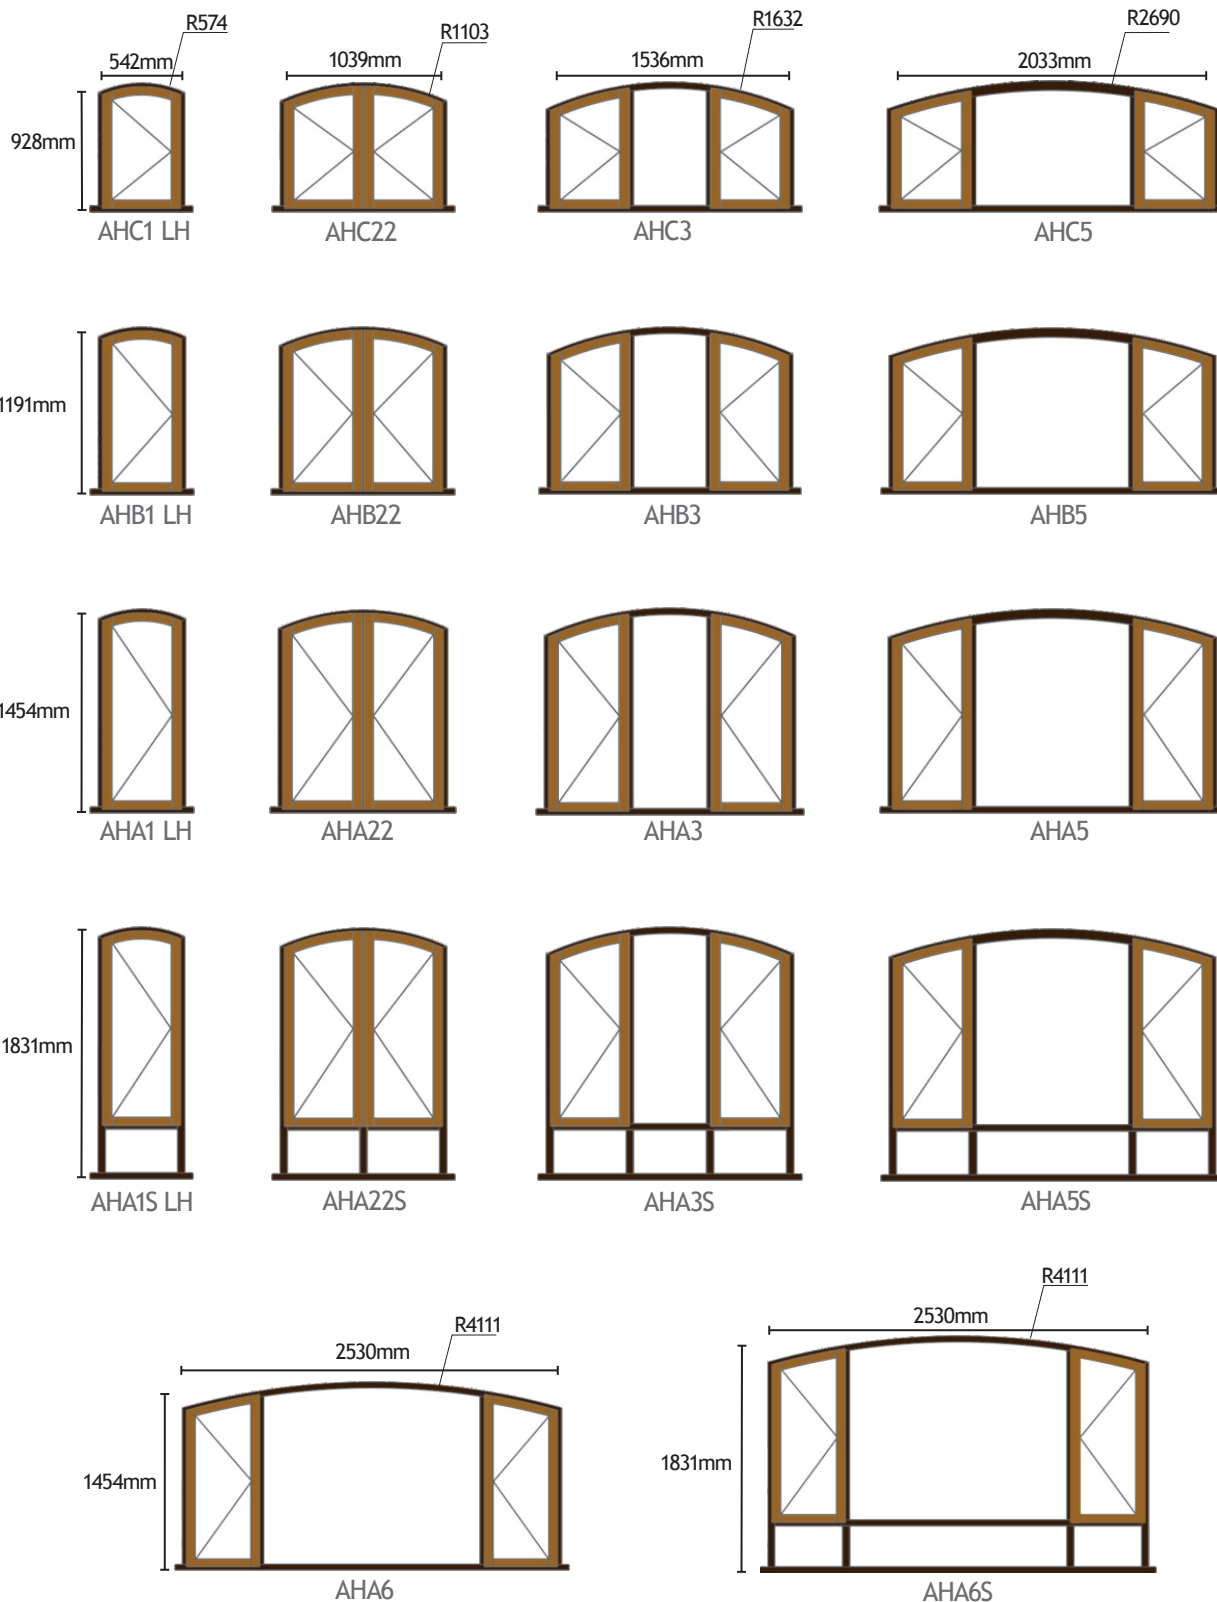 R574
R1103
R1632
R2690
542mm
1039mm
1536mm
2033mm
928mm
AHC1 LH
AHC22
AHC3
AHC5
1191mm
AHB1 LH
AHB22
AHB3
AHB5
1454mm
AHA1 LH
AHA22
AHA3
AHA5
1831mm
AHA1S LH
AHA22S
AHA3S
AHA5S
R4111
2530mm
1454mm
AHA6
R4111
2530mm
1831mm
AHA6S